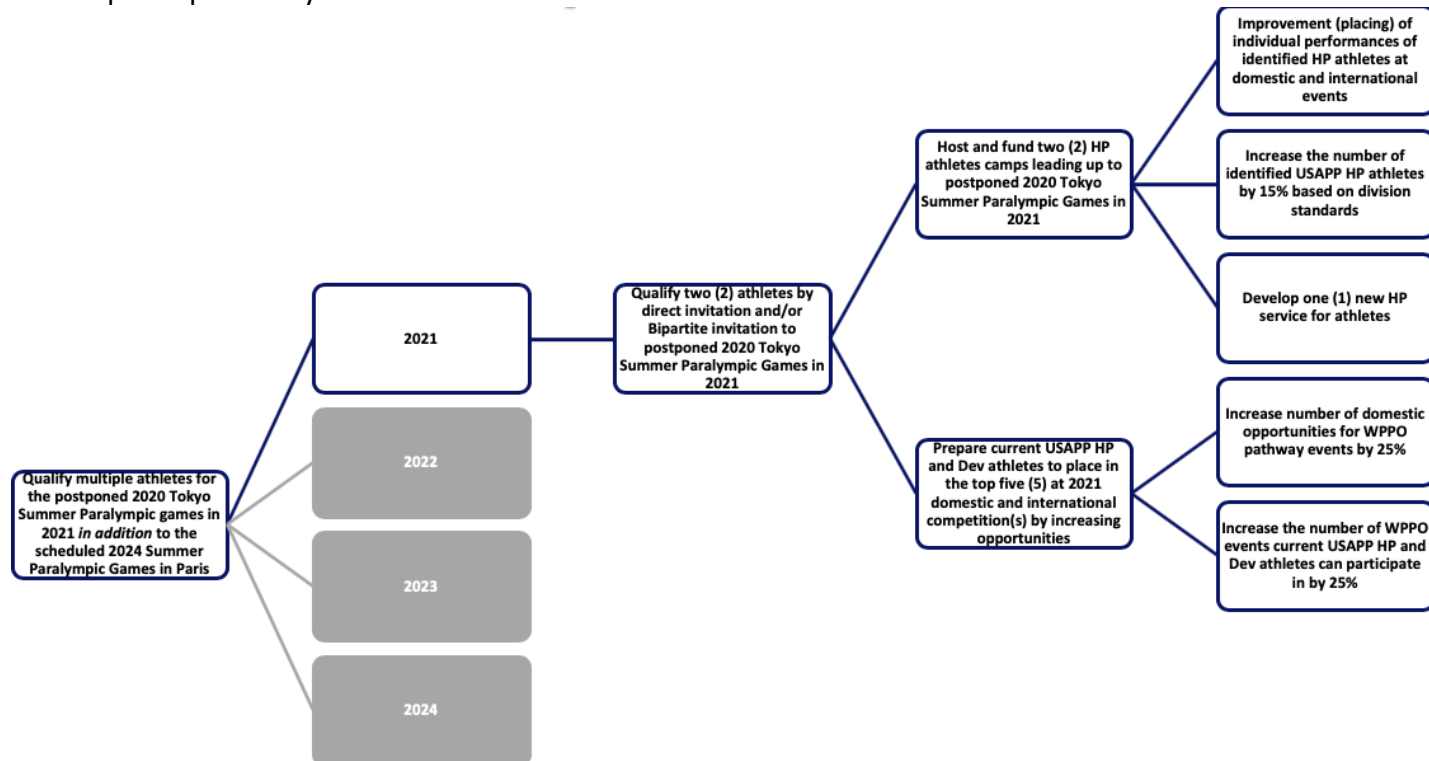 Qualify multiple athletes for
the postponed 2020 Tokyo
Summer Paralympic games in
2021 in addition to the
scheduled 2024 Summer
Paralympic Games in Paris
2021
2022
2023
2024
Qualify two (2) athletes by
direct invitation and/or
Bipartite invitation to
postponed 2020 Tokyo
Summer Paralympic Games in
2021
Host and fund two (2) HP
athletes camps leading up to
postponed 2020 Tokyo
Summer Paralympic Games in
2021
Prepare current USAPP HP
and Dev athletes to place in
the top five (5) at 2021
domestic and international
competition(s) by increasing
opportunities
Improvement (placing) of
individual performances of
identified HP athletes at
domestic and international
events
Increase the number of
identified USAPP HP athletes
by 15% based on division
standards
Develop one (1) new HP
service for athletes
Increase number of domestic
opportunities for WPPO
pathway events by 25%
Increase the number of WPPO
events current USAPP HP and
Dev athletes can participate
in by 25%